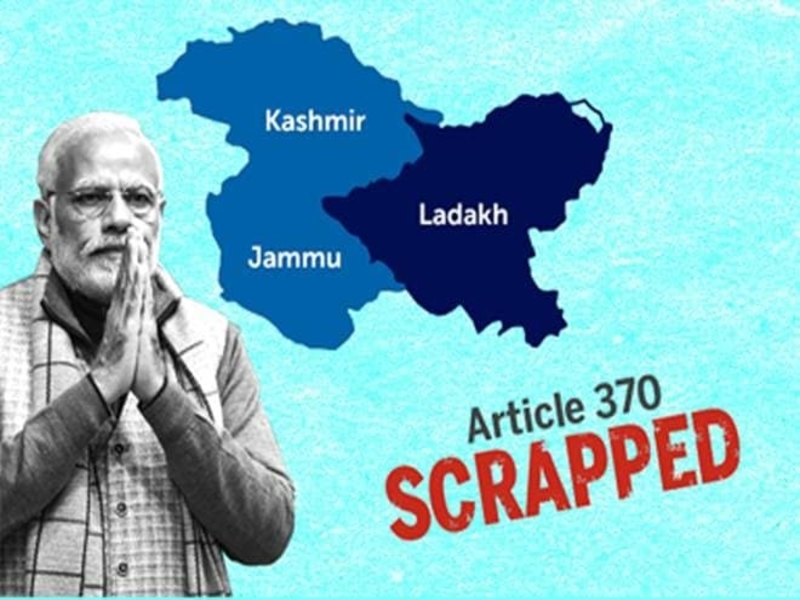 Kashmir
Ladakh
Jammu
Article 370
SCRAPPED